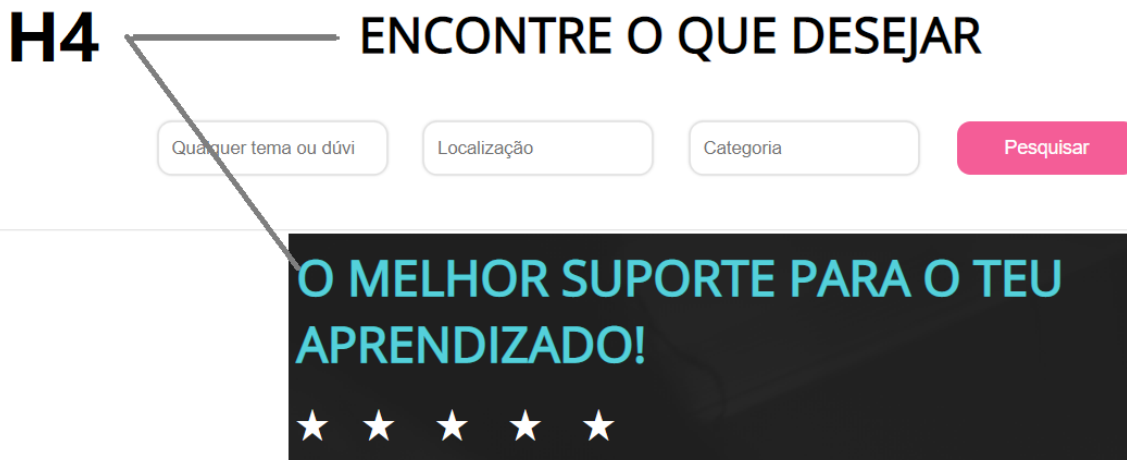 H4 ENCONTRE O QUE DESEJAR
Qualquer tema ou dúvi Localização Categoria Pesquisar
O MELHOR SUPORTE PARA O TEU
APRENDIZADO!